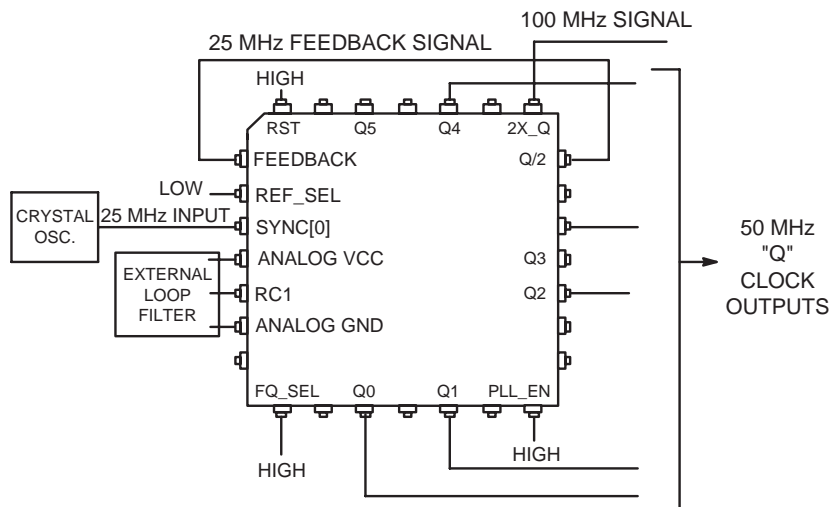 100 MHz SIGNAL
25 MHz FEEDBACK SIGNAL
HIGH
RST
Q5
Q4
2X_Q
FEEDBACK
Q/2
LOW
REF_SEL
CRYSTAL
OSC.
25 MHz INPUT
SYNC[0]
ANALOG VCC
Q3
EXTERNAL
LOOP
FILTER
RC1
Q2
ANALOG GND
50 MHz
"Q"
CLOCK
OUTPUTS
FQ_SEL
Q0
Q1
PLL_EN
HIGH
HIGH